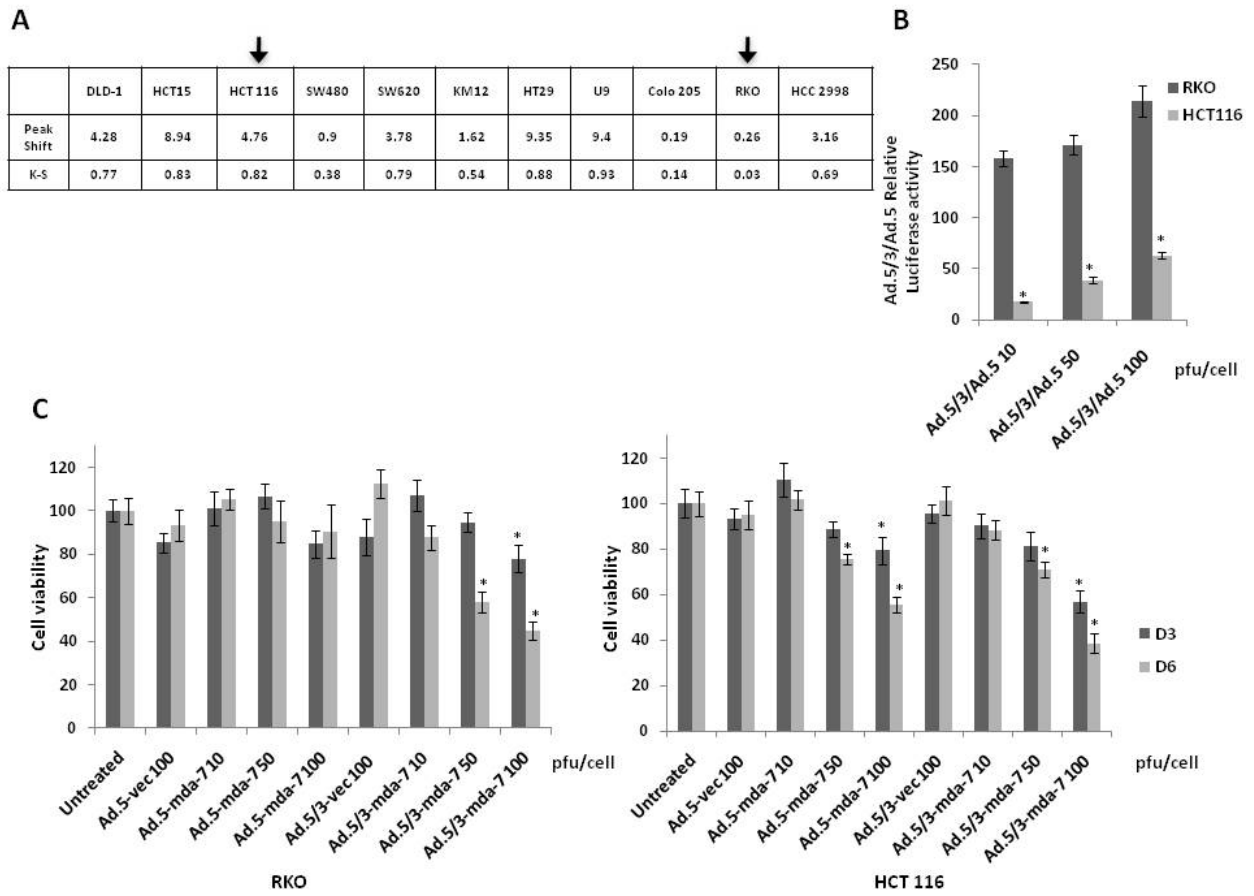 A
DLD-1 HCT15 HCT 116 SW480 SW620 KM12 HT29 U9 Colo 205 RKO HCC 2998
Peak Shift 4.28 8.94 4.76 0.9 3.78 1.62 9.35 9.4 0.19 0.26 3.16
K-S 0.77 0.83 0.82 0.38 0.79 0.54 0.88 0.93 0.14 0.03 0.69
B
Ad.5/3/Ad.5 Relative
Luciferase activity
250
200
150
100
50
0
RKO
HCT116
*
*
*
Ad.5/3/Ad.5 10
Ad.5/3/Ad.5 50
Ad.5/3/Ad.5 100
pfu/cell
C
Cell viability
120
100
80
60
40
20
0
*
*
*
Untreated
Ad.5-vec100
Ad.5-mda-7 10
Ad.5-mda-7 50
Ad.5-mda-7 100
Ad.5/3-vec100
Ad.5/3-mda-7 10
Ad.5/3-mda-7 50
Ad.5/3-mda-7 100
pfu/cell
RKO
Cell viability
120
100
80
60
40
20
0
*
*
*
*
*
*
Untreated
Ad.5-vec100
Ad.5-mda-7 10
Ad.5-mda-7 50
Ad.5-mda-7 100
Ad.5/3-vec100
Ad.5/3-mda-7 10
Ad.5/3-mda-7 50
Ad.5/3-mda-7 100
pfu/cell
HCT 116
D3
D6